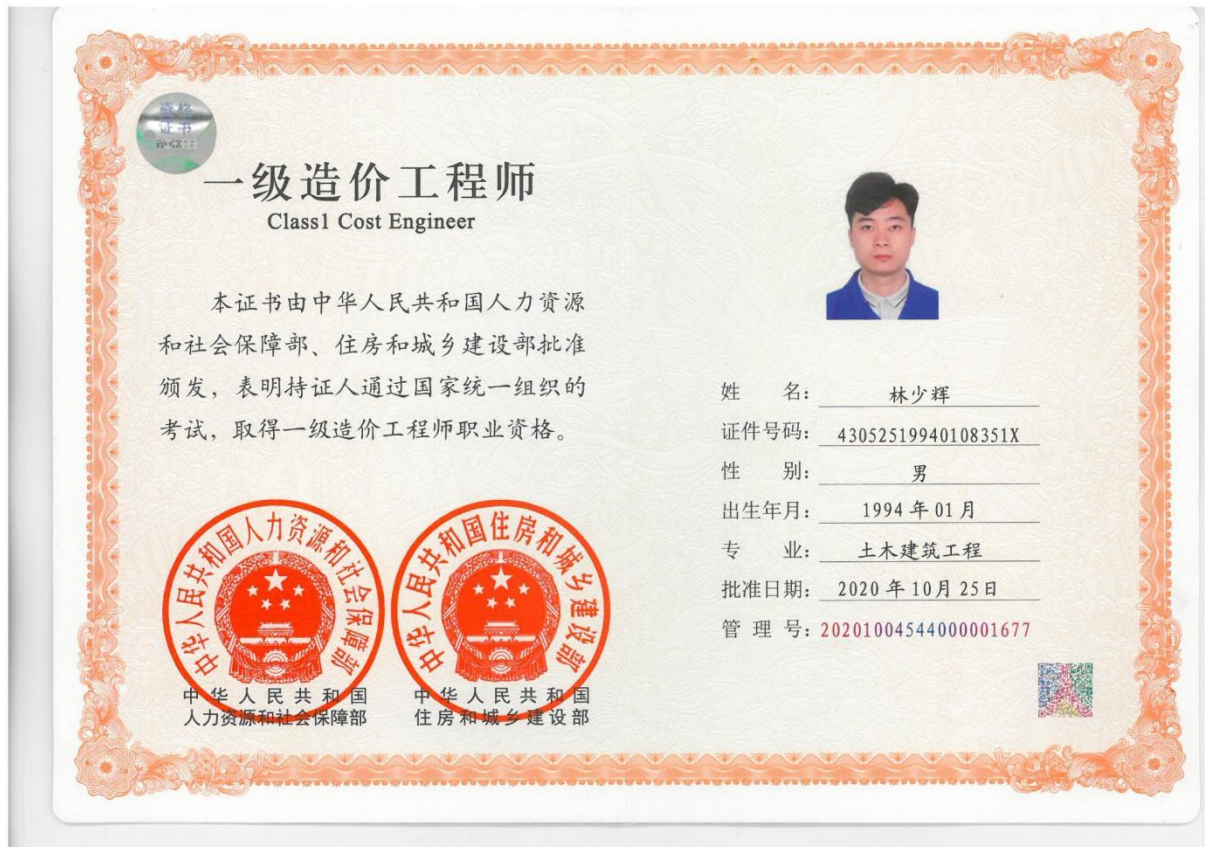 资格
证书
一级造价工程师
Class1 Cost Engineer
本证书由中华人民共和国人力资源
和社会保障部、住房和城乡建设部批准
颁发，表明持证人通过国家统一组织的
考试，取得一级造价工程师职业资格。
中华人民共和国人力资源和社会保障部
中华人民共和国
人力资源和社会保障部
中华人民共和国住房和城乡建设部
中华人民共和国
住房和城乡建设部
姓 名：林少辉
证件号码：43052519940108351X
性 别：男
出生年月：1994年01月
专 业：土木建筑工程
批准日期：2020年10月25日
管 理 号：20201004544000001677